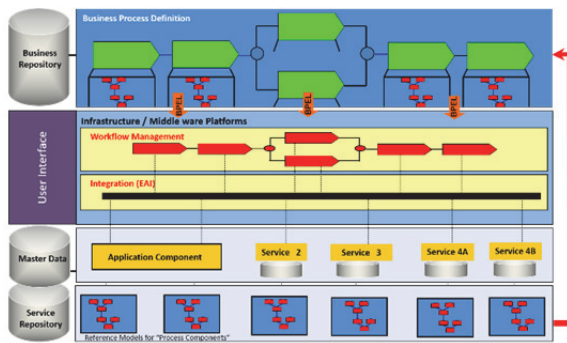 Business Process Definition
Business
Repository
BPEL
BPEL
BPEL
User Interface
Infrastructure / Middle ware Platforms
Workflow Management
Integration (EAI)
Master Data
Application Component
Service 2
Service 3
Service 4A
Service 4B
Service
Repository
Reference Models for "Process Components"